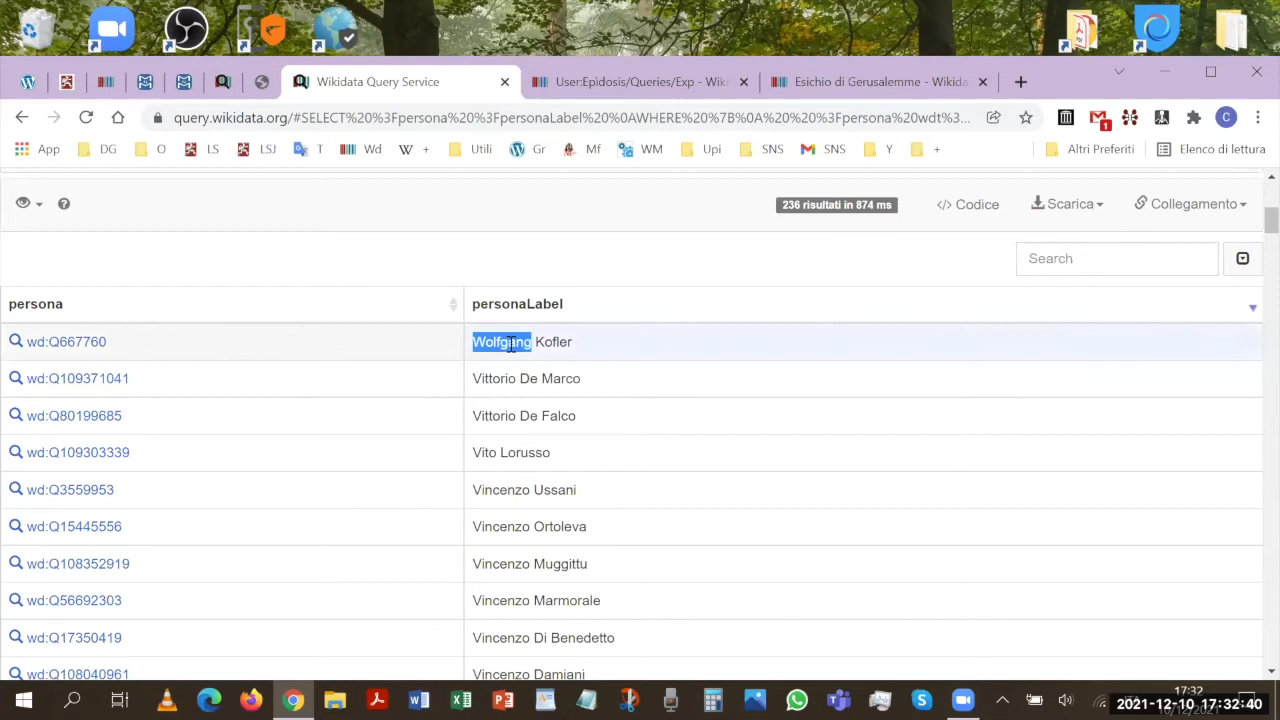 Wikidata Query Service
User:Epìdosis/Queries/Exp - Wiki
Esichio di Gerusalemme - Wikida
query.wikidata.org/#SELECT%20%3Fpersona%20%3FpersonaLabel%20%0AWHERE%20%7B%0A%20%20%3Fpersona%20wdt%3...
App DG O LS LSJ T Wd + Utili Gr Mf WM Upi SNS SNS Y + Altri Preferiti Elenco di lettura
236 risultati in 874 ms </> Codice Scarica Collegamento
Search
persona personaLabel
wd:Q667760 Wolfgang Kofler
wd:Q109371041 Vittorio De Marco
wd:Q80199685 Vittorio De Falco
wd:Q109303339 Vito Lorusso
wd:Q3559953 Vincenzo Ussani
wd:Q15445556 Vincenzo Ortoleva
wd:Q108352919 Vincenzo Muggittu
wd:Q56692303 Vincenzo Marmorale
wd:Q17350419 Vincenzo Di Benedetto
wd:Q108040961 Vincenzo Damiani
17:32
2021-12-10 17:32:40